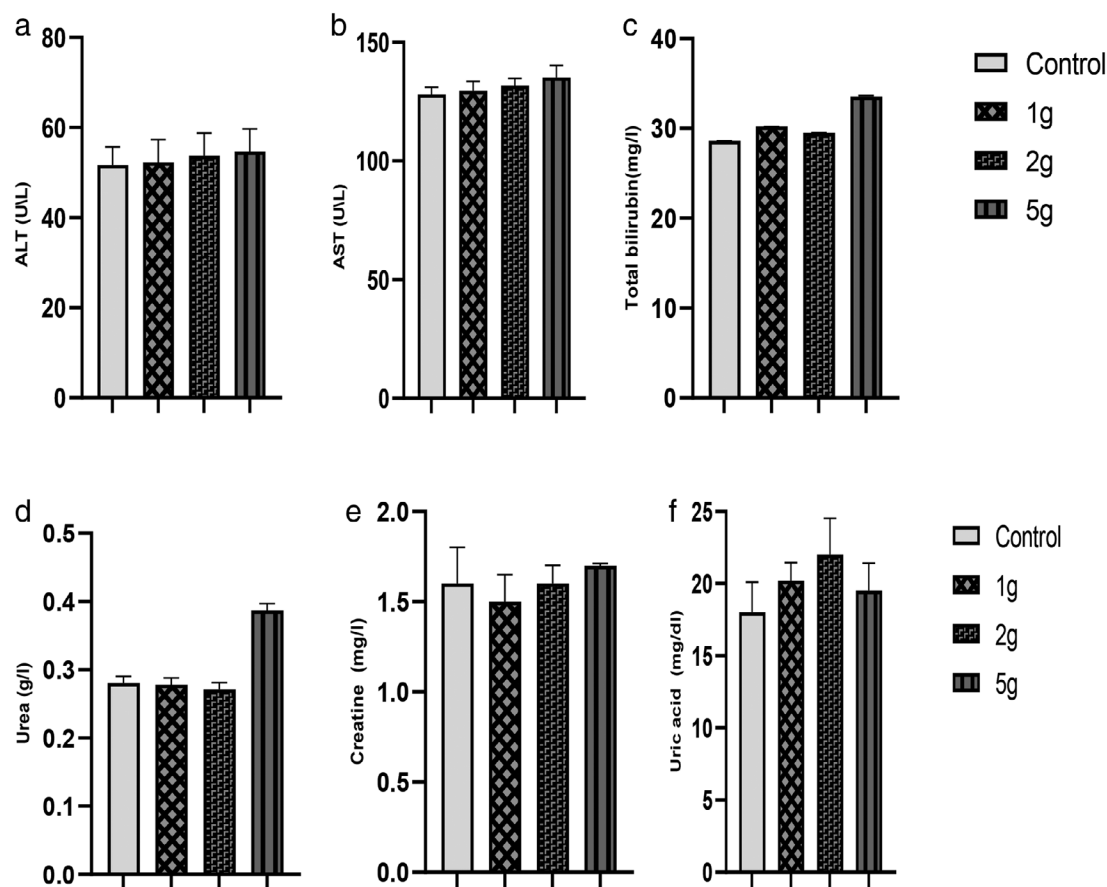 a
80
60
40
20
0
ALT (U\L)
b
150
100
50
0
AST (U\L)
c
40
30
20
10
0
Total bilirubin(mg/l)
Control
1g
2g
5g
d
0.5
0.4
0.3
0.2
0.1
0.0
Urea (g/l)
e
2.0
1.5
1.0
0.5
0.0
Creatine (mg/l)
f
25
20
15
10
5
0
Uric acid (mg/dl)
Control
1g
2g
5g